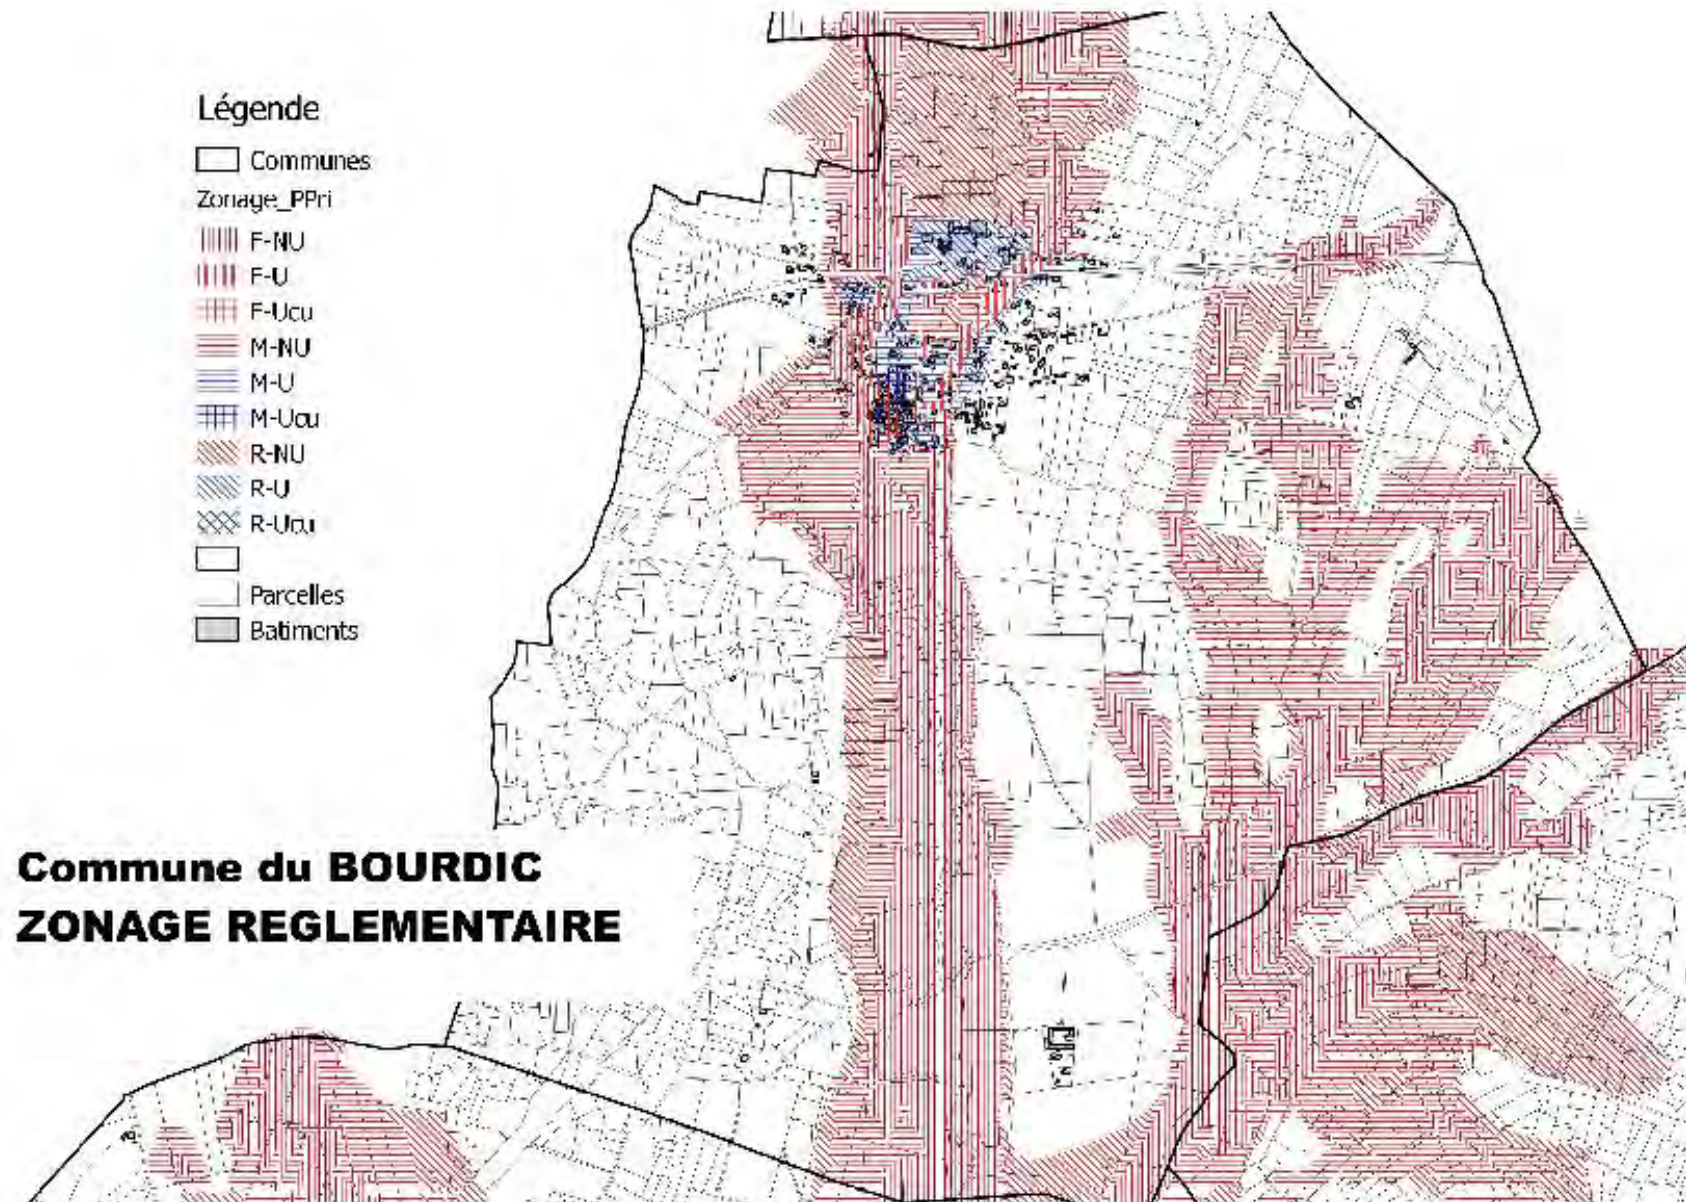 Légende
Communes
Zonage_PPri
F-NU
F-U
F-Ucu
M-NU
M-U
M-Ucu
R-NU
R-U
R-Ucu
Parcelles
Batiments
Commune du BOURDIC
ZONAGE REGLEMENTAIRE